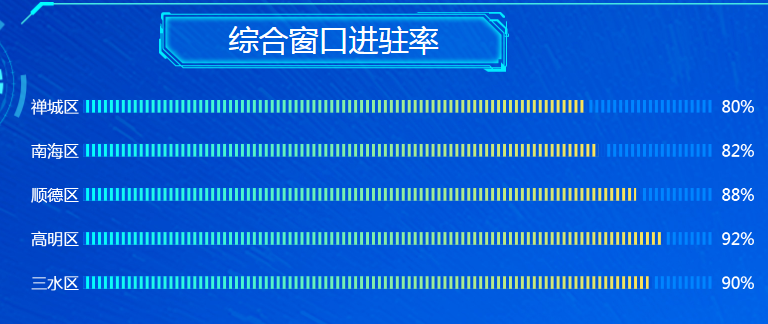 综合窗口进驻率
禅城区 80%
南海区 82%
顺德区 88%
高明区 92%
三水区 90%